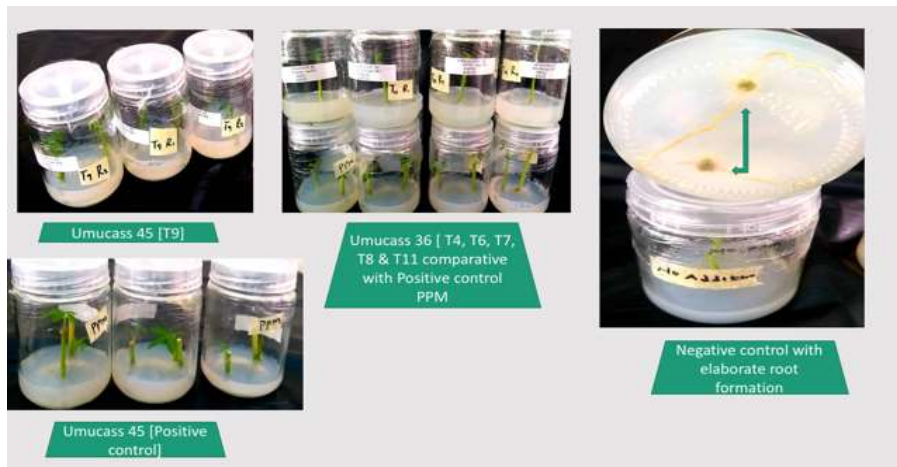 T9 R3
T9 R1
T9 R2
Umucass 45 [T9]
PPM
PPM
Umucass 45 [Positive
control]
Umucass 36 [ T4, T6, T7,
T8 & T11 comparative
with Positive control
PPM
No Addition
Negative control with
elaborate root
formation